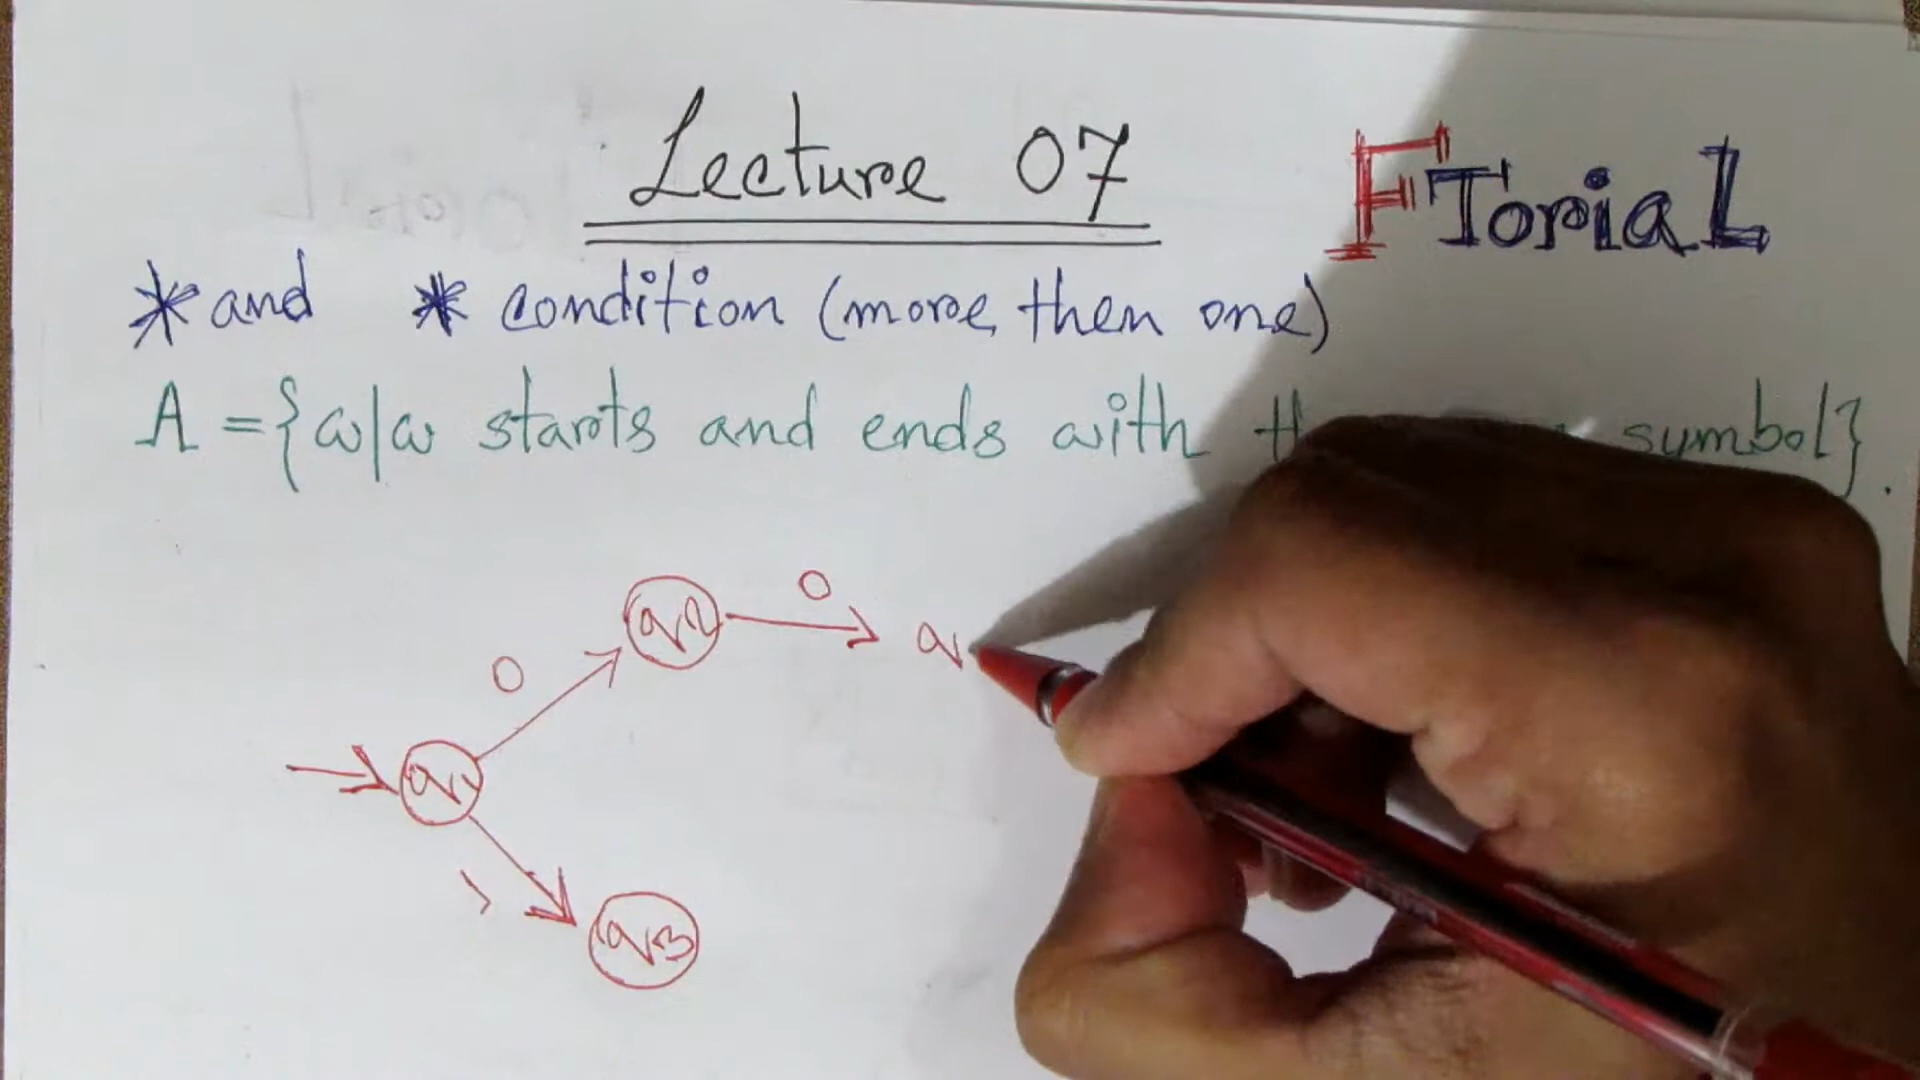 Lecture 07
FTorial
* and * condition (more then one)
A = {ω|ω starts and ends with symbol}.
0
q2
0
q
q1
1
q3